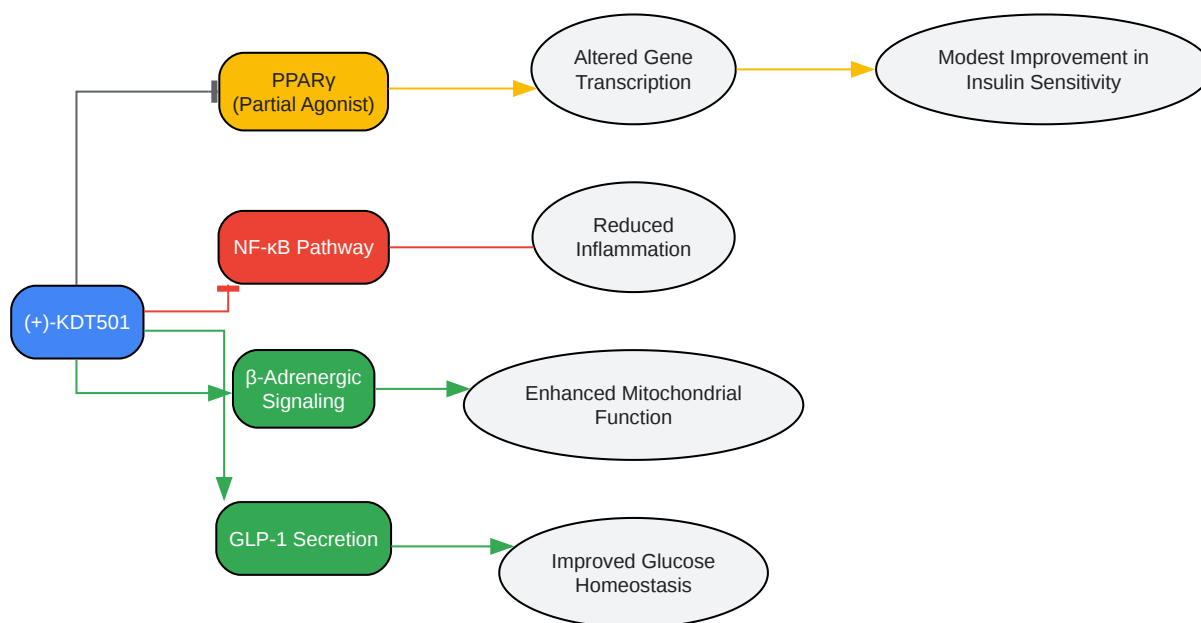 PPARγ
(Partial Agonist)
Altered Gene
Transcription
Modest Improvement in
Insulin Sensitivity
NF-κB Pathway
Reduced
Inflammation
(+)-KDT501
β-Adrenergic
Signaling
Enhanced Mitochondrial
Function
GLP-1 Secretion
Improved Glucose
Homeostasis